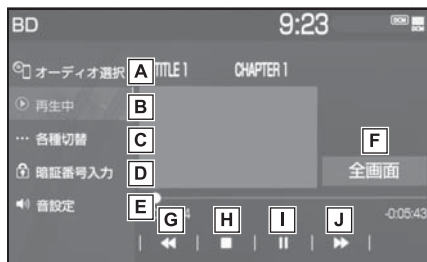 BD
9:23
DCM
オーディオ選択 A TITLE 1 CHAPTER 1
再生中 B
各種切替 C
F
暗証番号入力 D
全画面
音設定 E
-0:05:43
G H I J